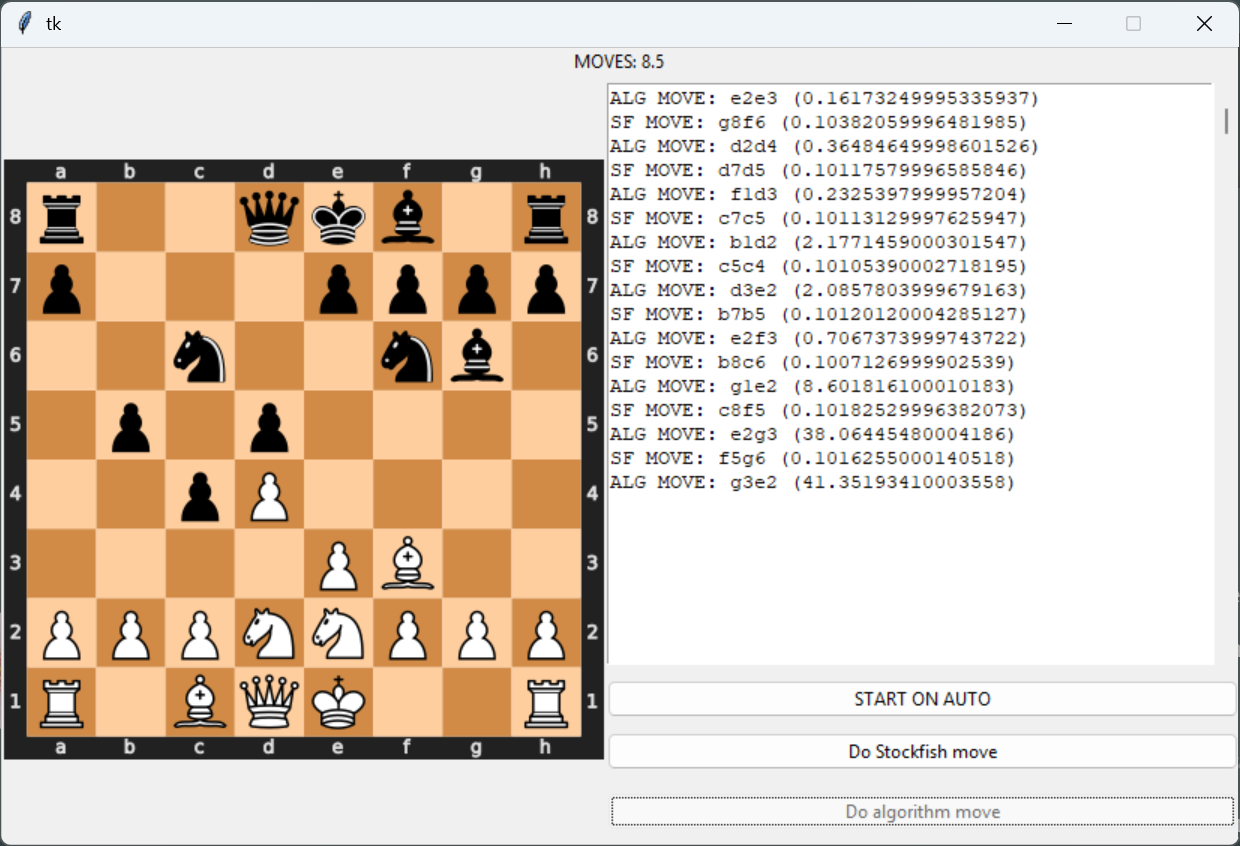 tk
MOVES: 8.5
ALG MOVE: e2e3 (0.16173249995335937)
SF MOVE: g8f6 (0.10382059996481985)
ALG MOVE: d2d4 (0.36484649998601526)
SF MOVE: d7d5 (0.10117579996585846)
ALG MOVE: f1d3 (0.2325397999957204)
SF MOVE: c7c5 (0.10113129997625947)
ALG MOVE: b1d2 (2.1771459000301547)
SF MOVE: c5c4 (0.10105390002718195)
ALG MOVE: d3e2 (2.0857803999679163)
SF MOVE: b7b5 (0.10120120004285127)
ALG MOVE: e2f3 (0.7067373999743722)
SF MOVE: b8c6 (0.1007126999902539)
ALG MOVE: g1e2 (8.601816100010183)
SF MOVE: c8f5 (0.10182529996382073)
ALG MOVE: e2g3 (38.06445480004186)
SF MOVE: f5g6 (0.1016255000140518)
ALG MOVE: g3e2 (41.35193410003558)
a b c d e f g h
8 8
7 7
6 6
5 5
4 4
3 3
2 2
1 1
a b c d e f g h
START ON AUTO
Do Stockfish move
Do algorithm move